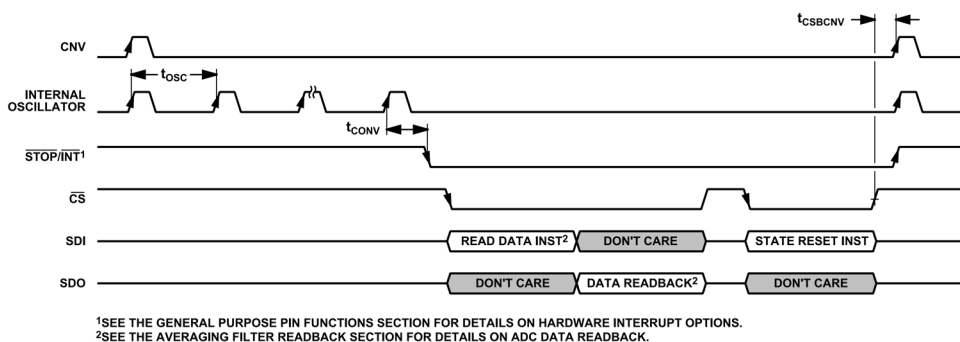 tCSBCNV
CNV
tOSC
INTERNAL
OSCILLATOR
tCONV
STOP/INT1
CS
SDI
READ DATA INST2
DON'T CARE
STATE RESET INST
SDO
DON'T CARE
DATA READBACK2
DON'T CARE
1SEE THE GENERAL PURPOSE PIN FUNCTIONS SECTION FOR DETAILS ON HARDWARE INTERRUPT OPTIONS.
2SEE THE AVERAGING FILTER READBACK SECTION FOR DETAILS ON ADC DATA READBACK.